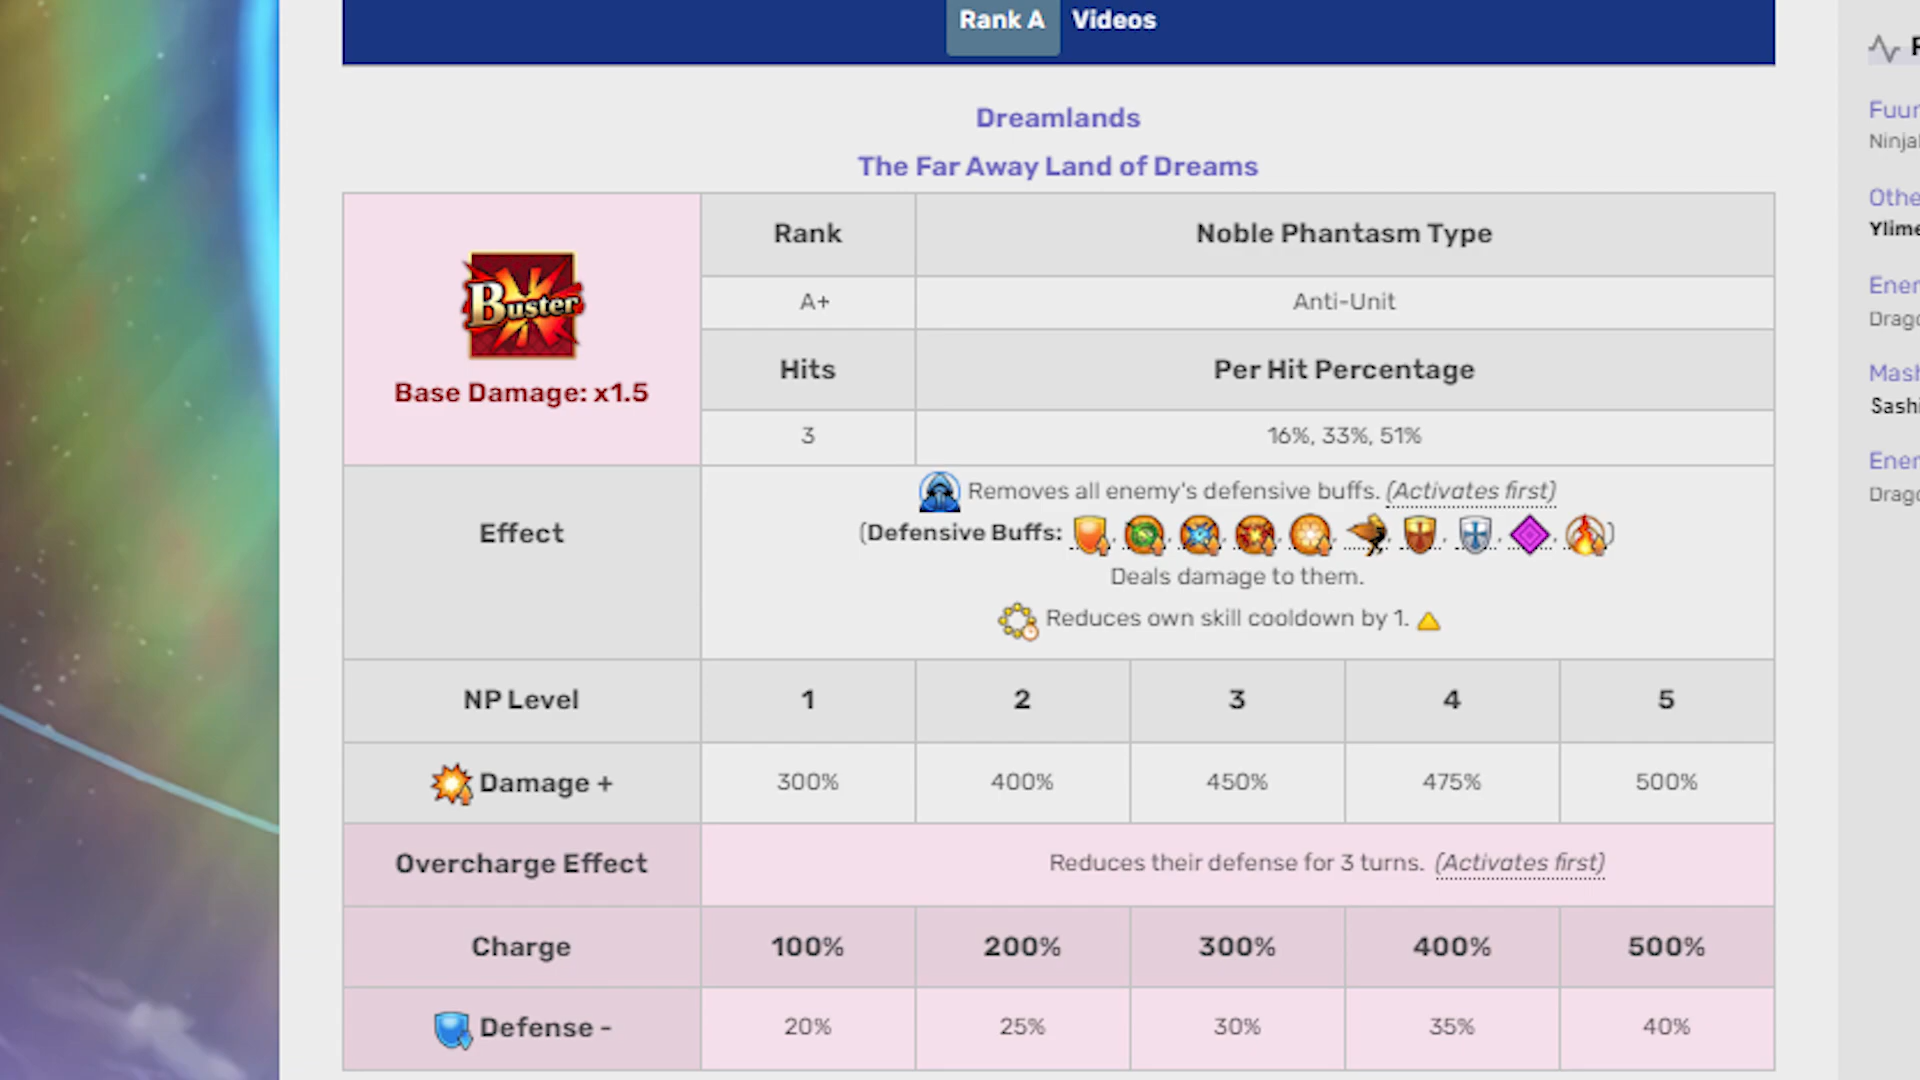 Rank A Videos
Dreamlands
The Far Away Land of Dreams
Buster
Base Damage: x1.5
Rank Noble Phantasm Type
A+ Anti-Unit
Hits Per Hit Percentage
3 16%, 33%, 51%
Effect
Removes all enemy's defensive buffs. (Activates first)
(Defensive Buffs: , , , , , , , , , )
Deals damage to them.
Reduces own skill cooldown by 1.
NP Level 1 2 3 4 5
Damage + 300% 400% 450% 475% 500%
Overcharge Effect Reduces their defense for 3 turns. (Activates first)
Charge 100% 200% 300% 400% 500%
Defense - 20% 25% 30% 35% 40%